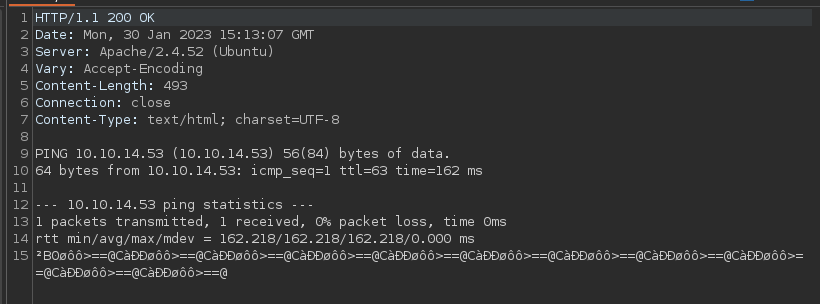 1 HTTP/1.1 200 OK
2 Date: Mon, 30 Jan 2023 15:13:07 GMT
3 Server: Apache/2.4.52 (Ubuntu)
4 Vary: Accept-Encoding
5 Content-Length: 493
6 Connection: close
7 Content-Type: text/html; charset=UTF-8
8
9 PING 10.10.14.53 (10.10.14.53) 56(84) bytes of data.
10 64 bytes from 10.10.14.53: icmp_seq=1 ttl=63 time=162 ms
11
12 --- 10.10.14.53 ping statistics ---
13 1 packets transmitted, 1 received, 0% packet loss, time 0ms
14 rtt min/avg/max/mdev = 162.218/162.218/162.218/0.000 ms
15 ²BOøôô>==@CàÐÐøôô>==@CàÐÐøôô>==@CàÐÐøôô>==@CàÐÐøôô>==@CàÐÐøôô>==@CàÐÐøôô>==@CàÐÐøôô>==@CàÐÐøôô>=
=@CàÐÐøôô>==@CàÐÐøôô>==@